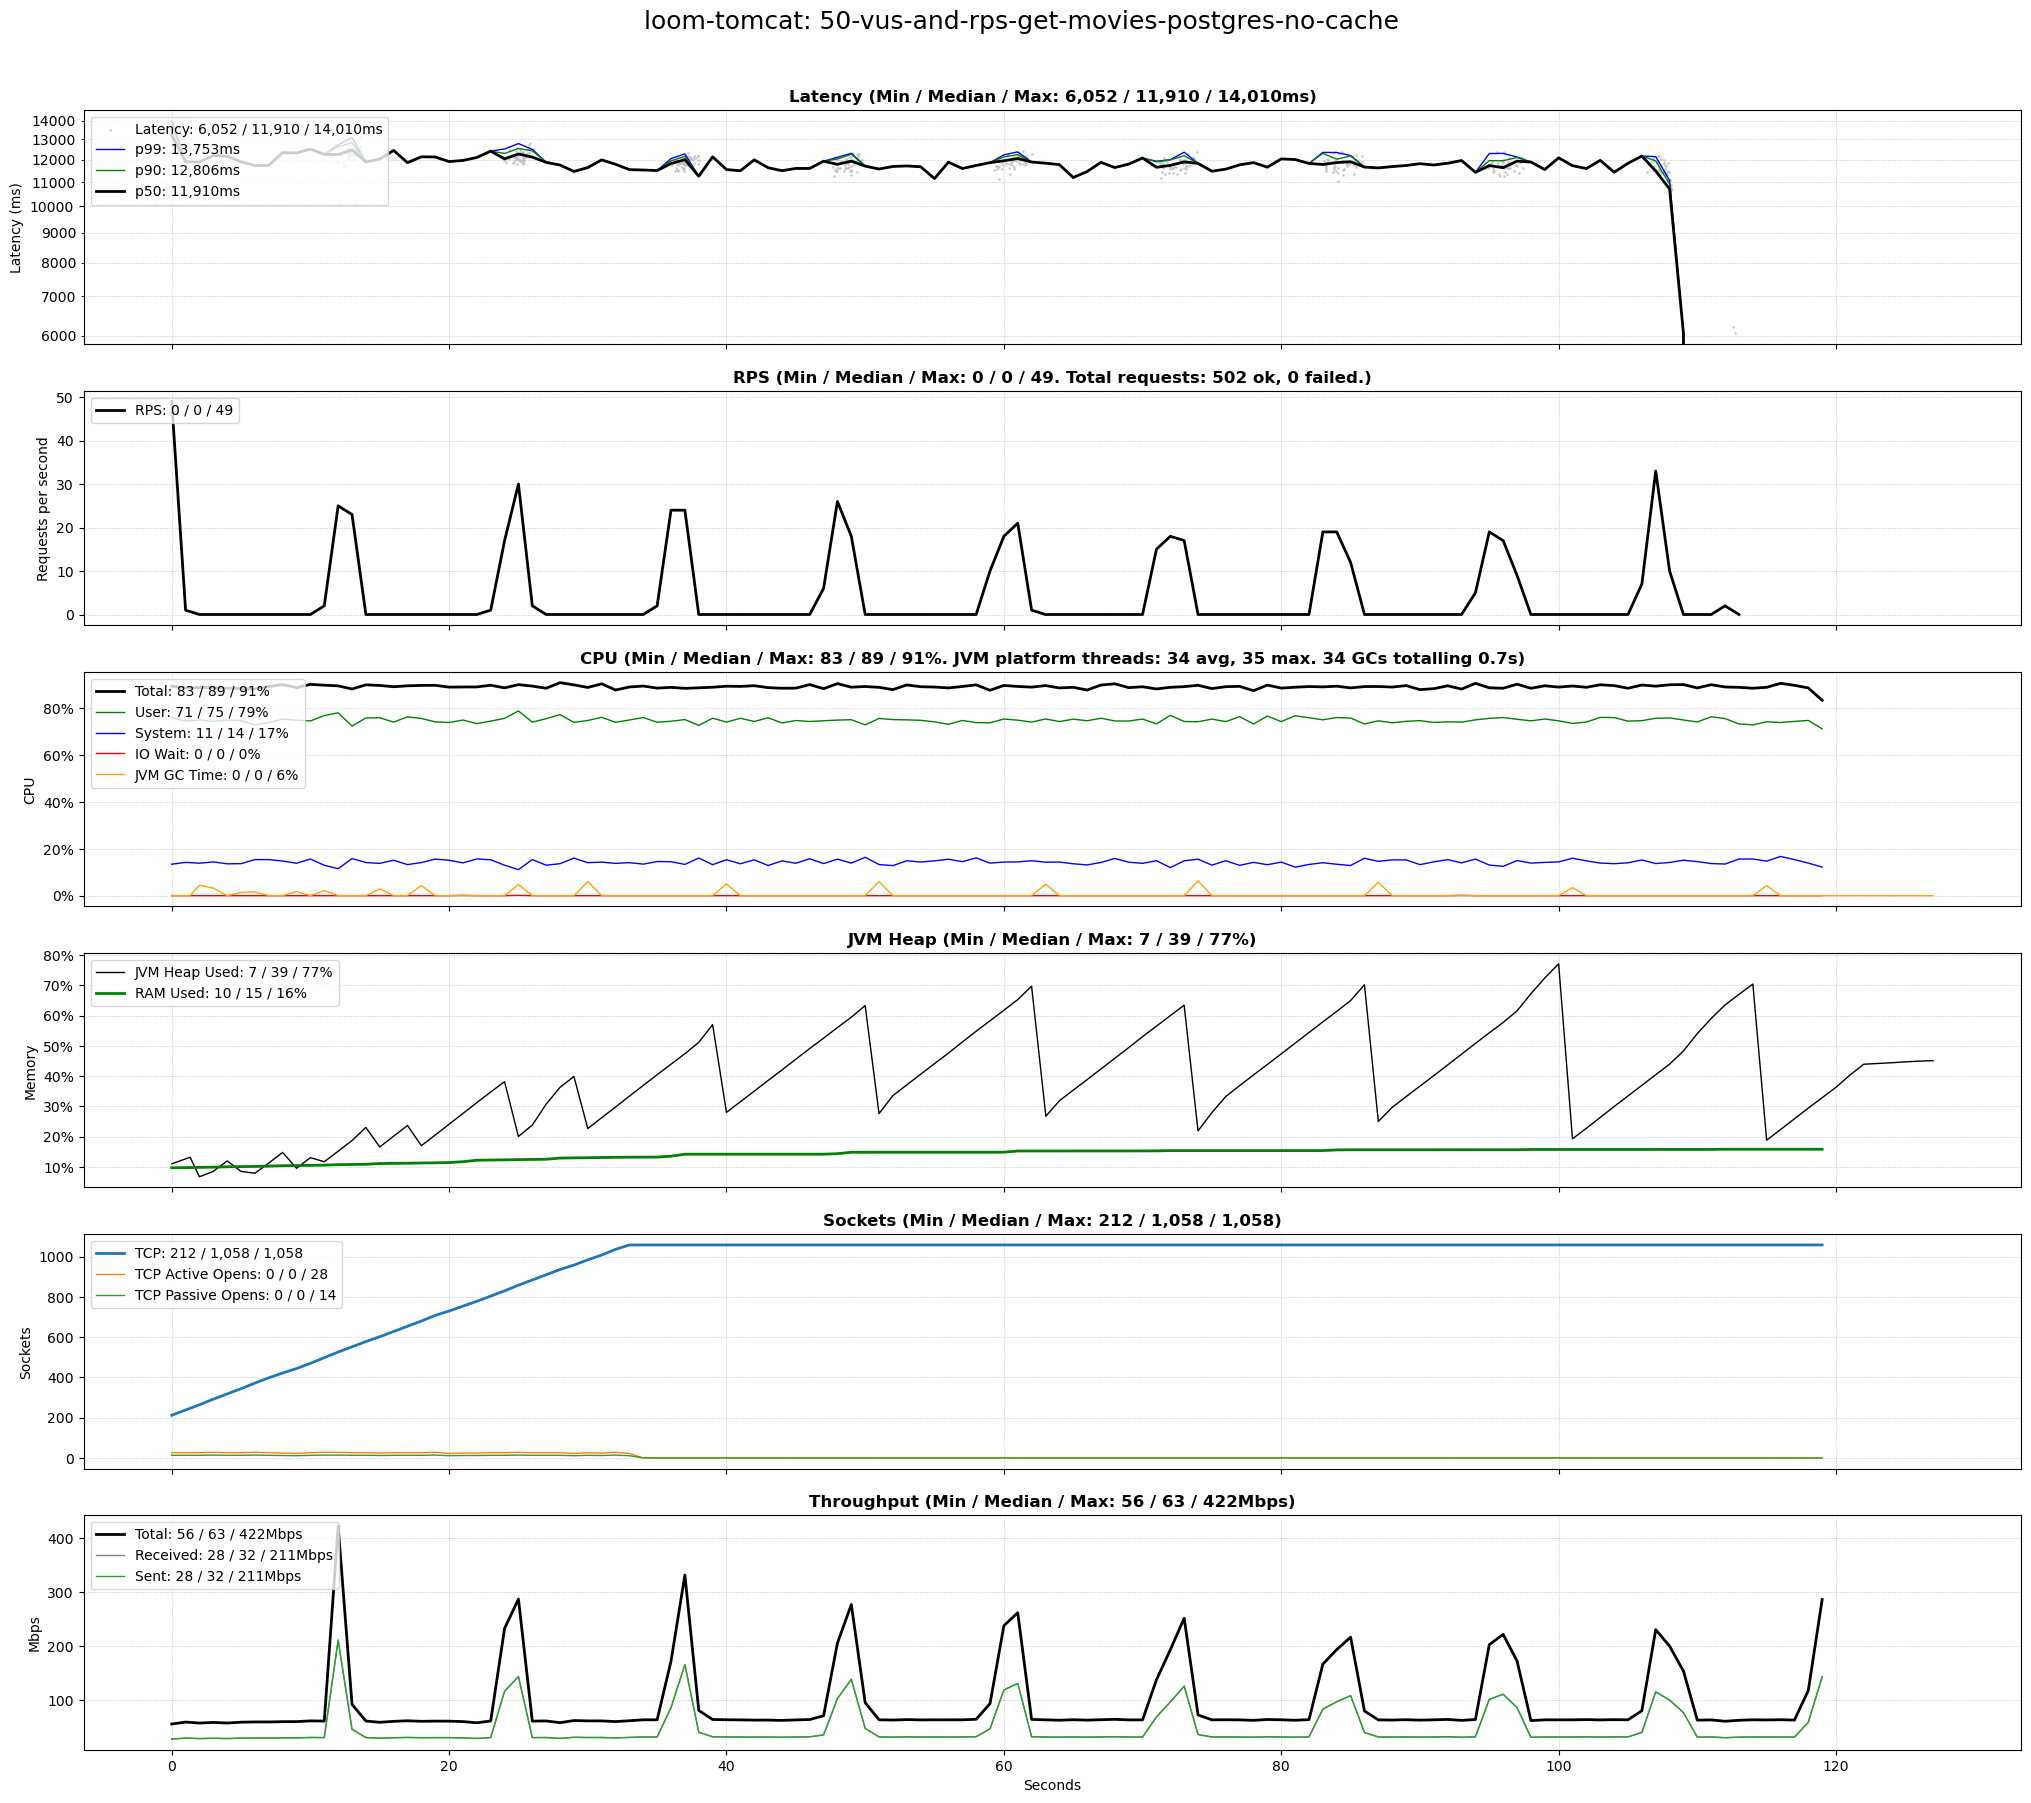 loom-tomcat: 50-vus-and-rps-get-movies-postgres-no-cache
Latency (Min / Median / Max: 6,052 / 11,910 / 14,010ms)
Latency (ms)
14000
13000
12000
11000
10000
9000
8000
7000
6000
Latency: 6,052 / 11,910 / 14,010ms
p99: 13,753ms
p90: 12,806ms
p50: 11,910ms
RPS (Min / Median / Max: 0 / 0 / 49. Total requests: 502 ok, 0 failed.)
Requests per second
50
40
30
20
10
0
RPS: 0 / 0 / 49
CPU (Min / Median / Max: 83 / 89 / 91%. JVM platform threads: 34 avg, 35 max. 34 GCs totalling 0.7s)
CPU
80%
60%
40%
20%
0%
Total: 83 / 89 / 91%
User: 71 / 75 / 79%
System: 11 / 14 / 17%
IO Wait: 0 / 0 / 0%
JVM GC Time: 0 / 0 / 6%
JVM Heap (Min / Median / Max: 7 / 39 / 77%)
Memory
80%
70%
60%
50%
40%
30%
20%
10%
JVM Heap Used: 7 / 39 / 77%
RAM Used: 10 / 15 / 16%
Sockets (Min / Median / Max: 212 / 1,058 / 1,058)
Sockets
1000
800
600
400
200
0
TCP: 212 / 1,058 / 1,058
TCP Active Opens: 0 / 0 / 28
TCP Passive Opens: 0 / 0 / 14
Throughput (Min / Median / Max: 56 / 63 / 422Mbps)
Mbps
400
300
200
100
Total: 56 / 63 / 422Mbps
Received: 28 / 32 / 211Mbps
Sent: 28 / 32 / 211Mbps
0 20 40 60 80 100 120
Seconds